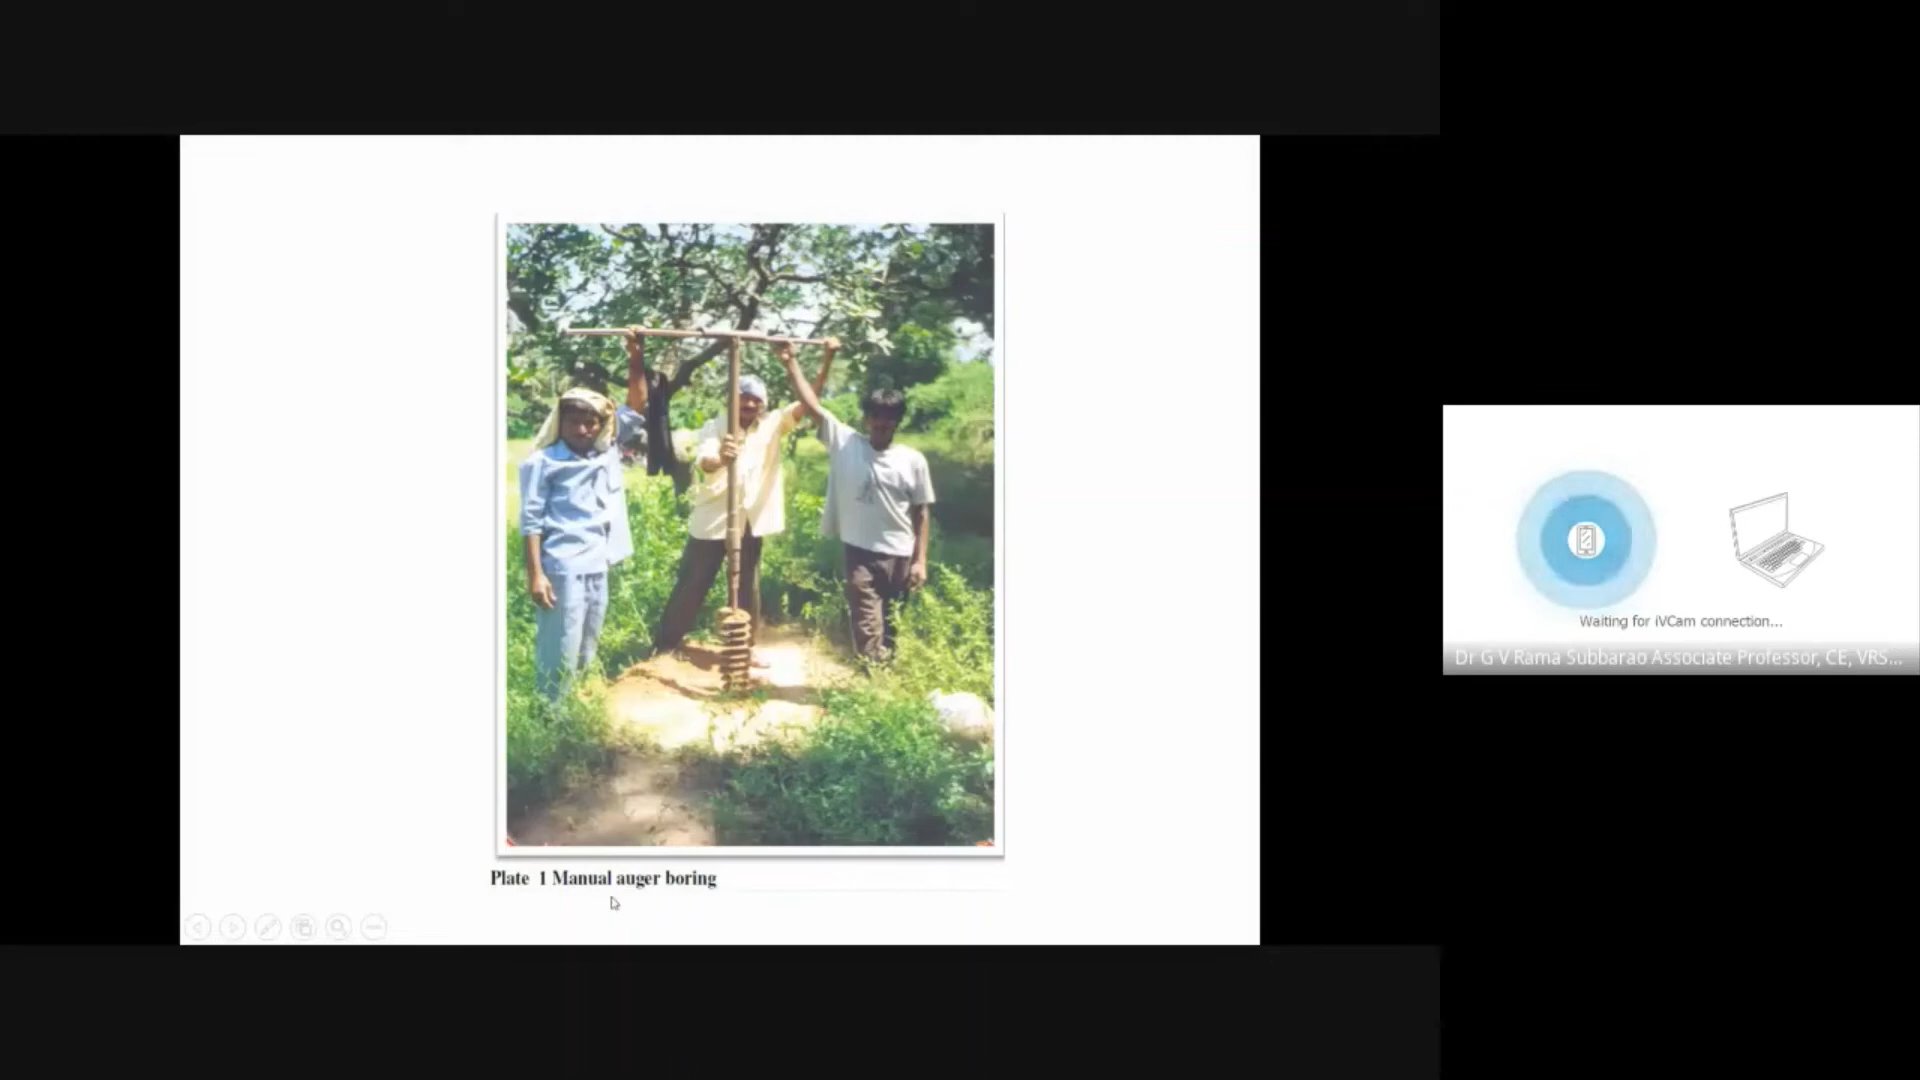 Plate 1 Manual auger boring
Waiting for iVCam connection...
Dr G V Rama Subbarao Associate Professor, CE, VRS...